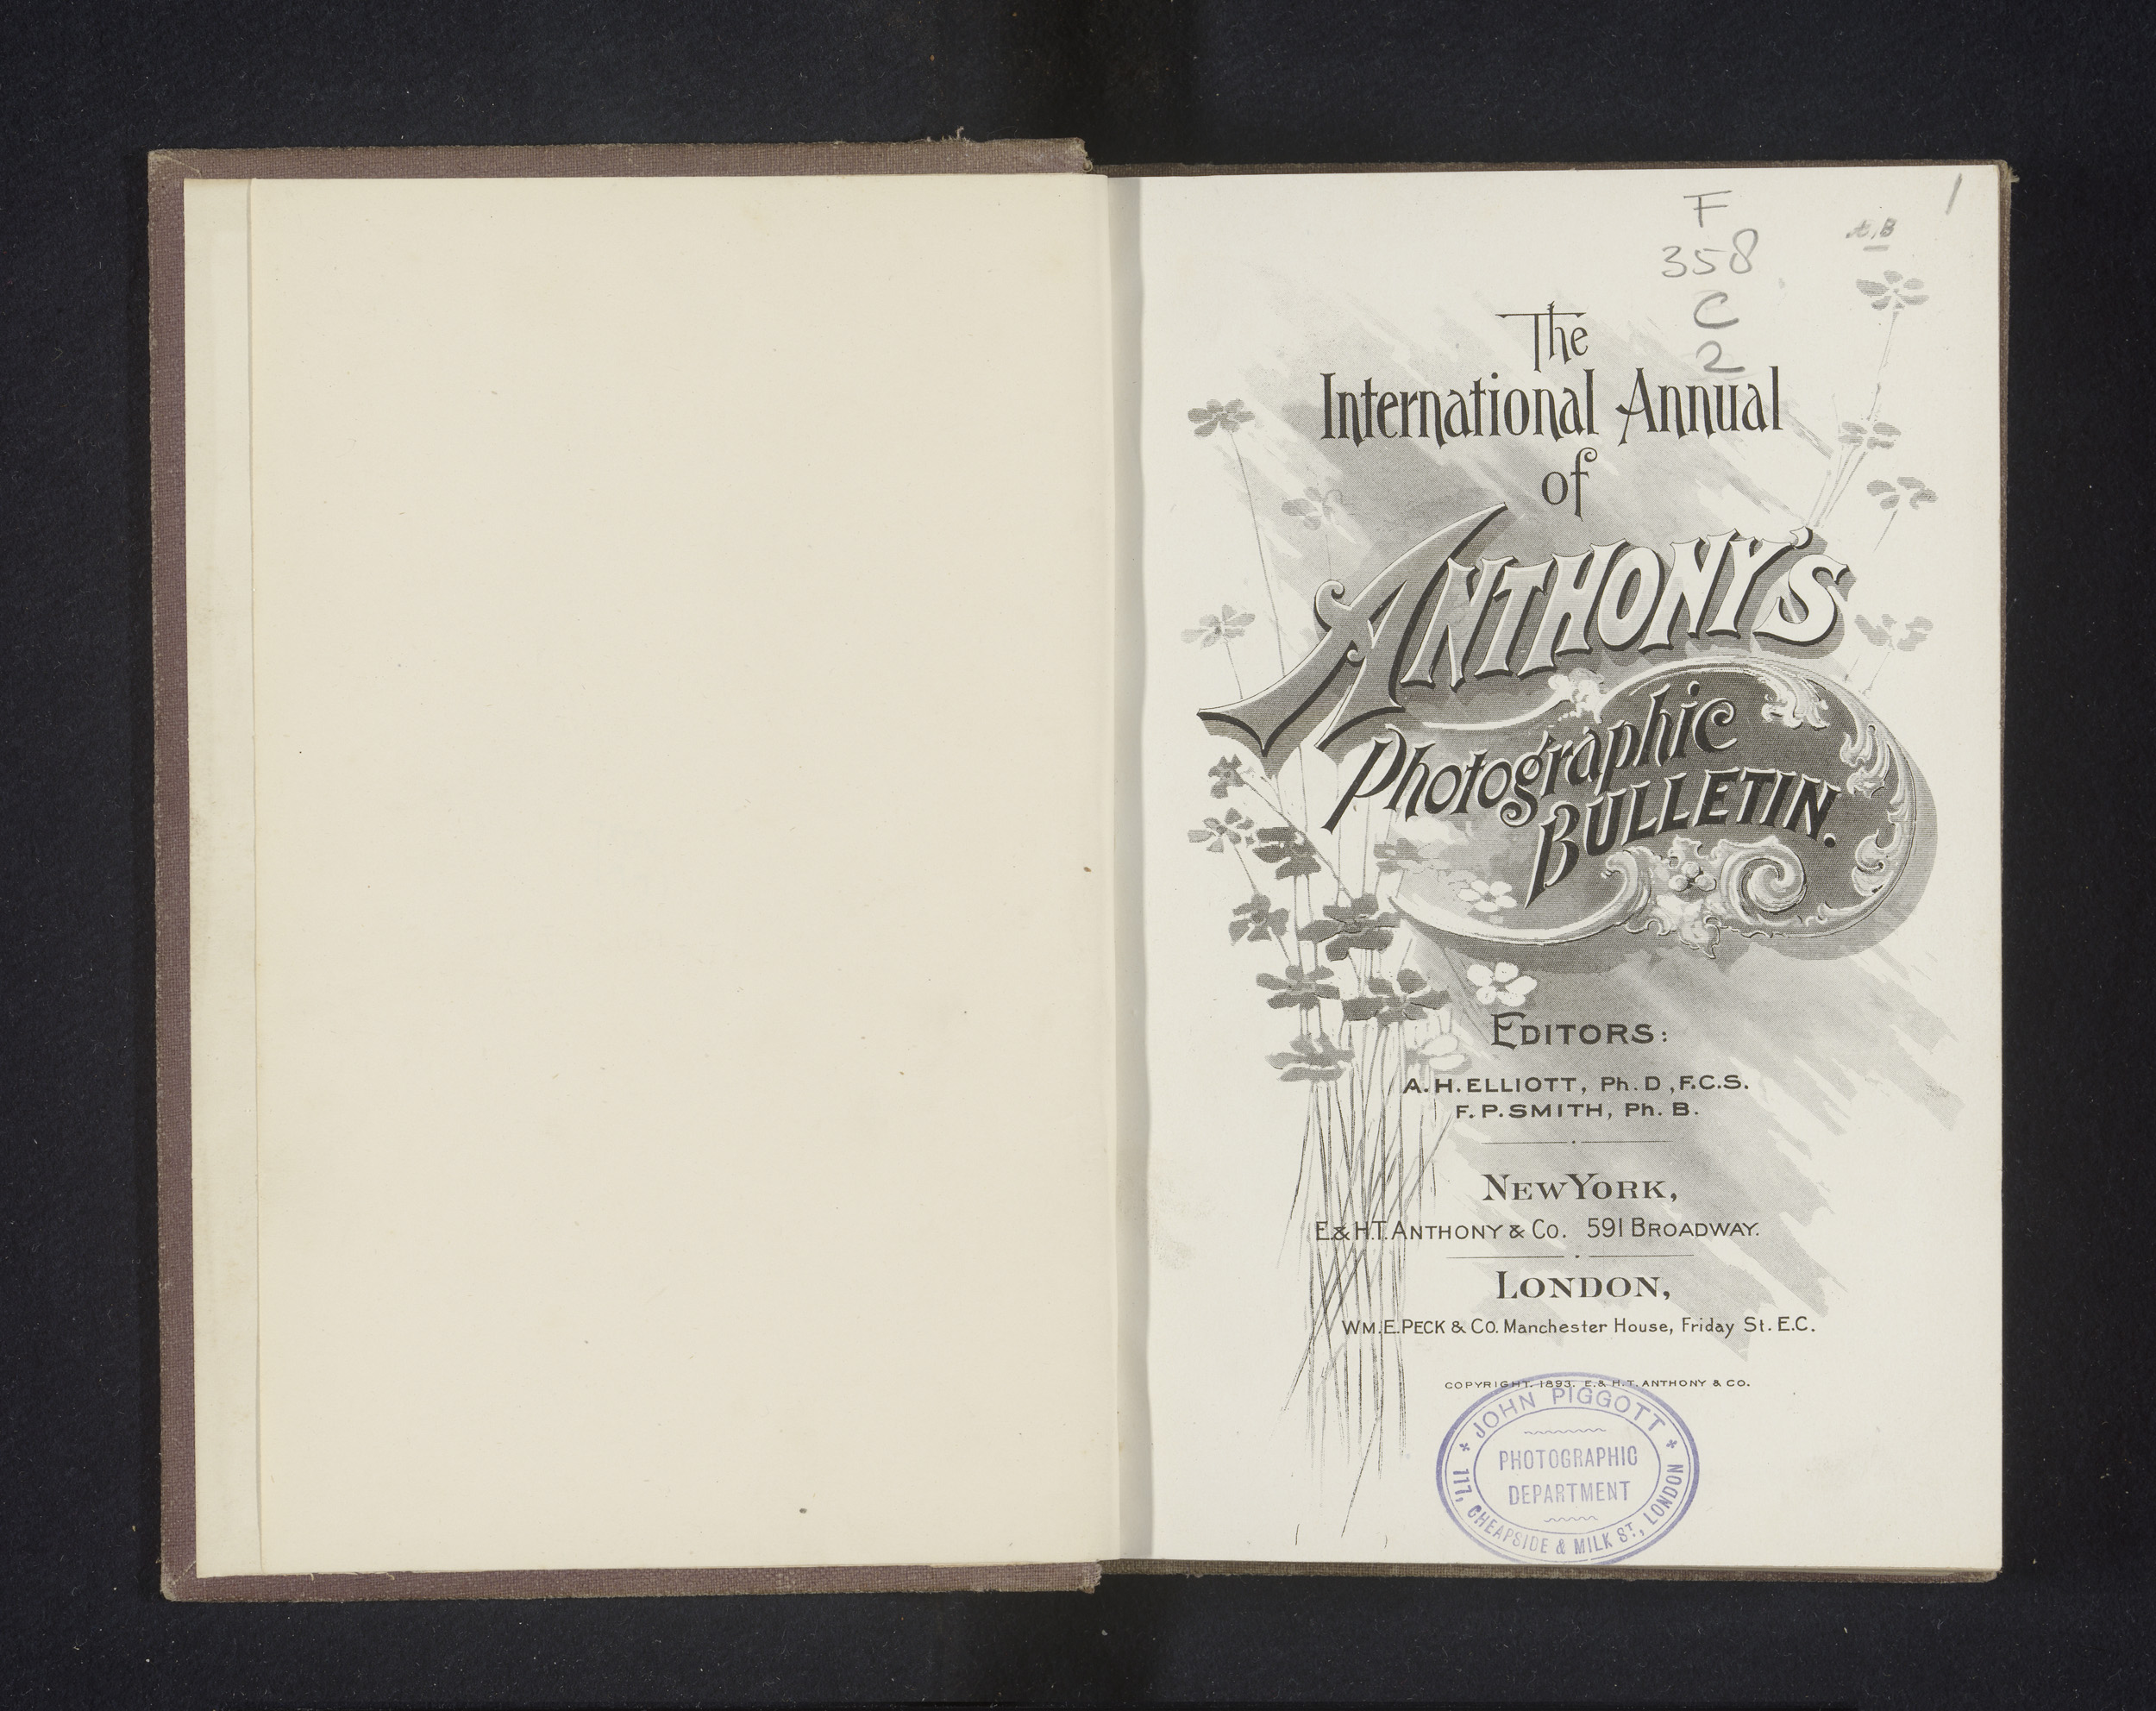 F
358
C
2
1
The
International Annual
of
ANTHONY'S
Photographic
BULLETIN.
EDITORS:
A. H. ELLIOTT, Ph. D, F.C.S.
F. P. SMITH, Ph. B.
NEW YORK,
E & H.T. ANTHONY & Co. 591 BROADWAY.
LONDON,
WM. E. PECK & CO. Manchester House, Friday St. E.C.
COPYRIGHT. 1893. E. & H. T. ANTHONY & CO.
JOHN PIGGOTT
PHOTOGRAPHIC
DEPARTMENT
117, CHEAPSIDE & MILK ST, LONDON